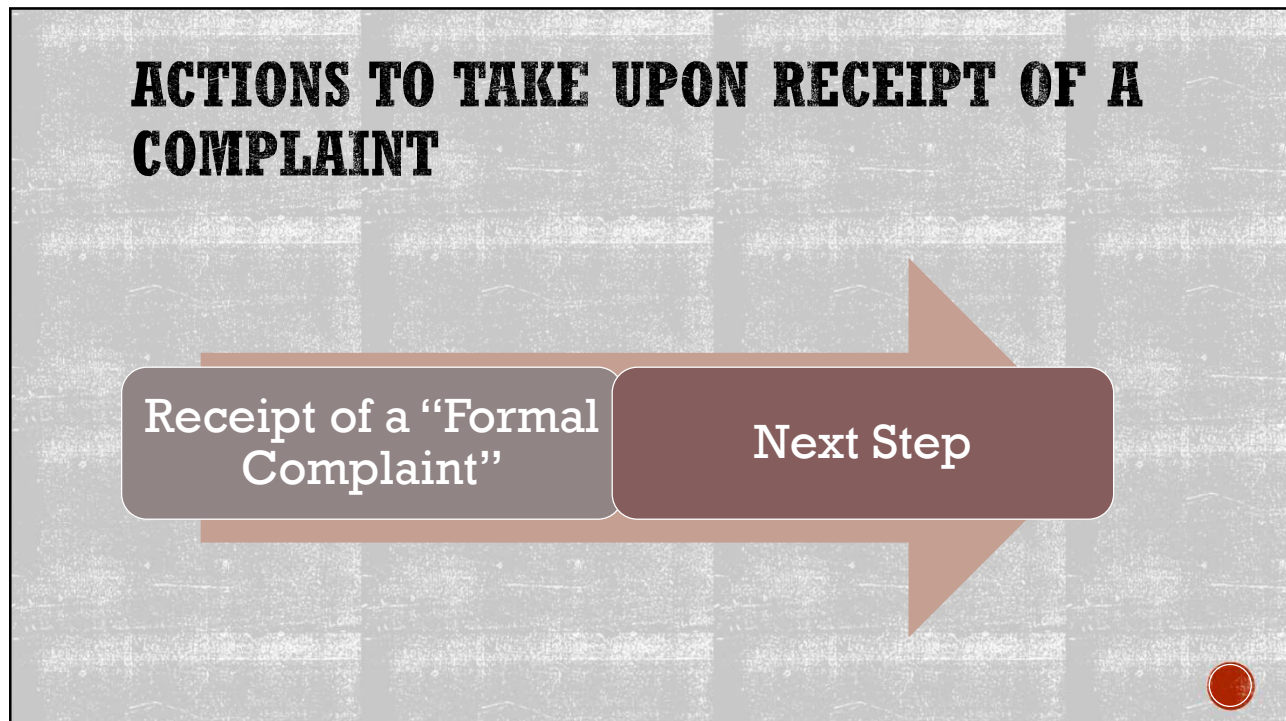 ACTIONS TO TAKE UPON RECEIPT OF A
COMPLAINT
Receipt of a “Formal
Complaint”
Next Step